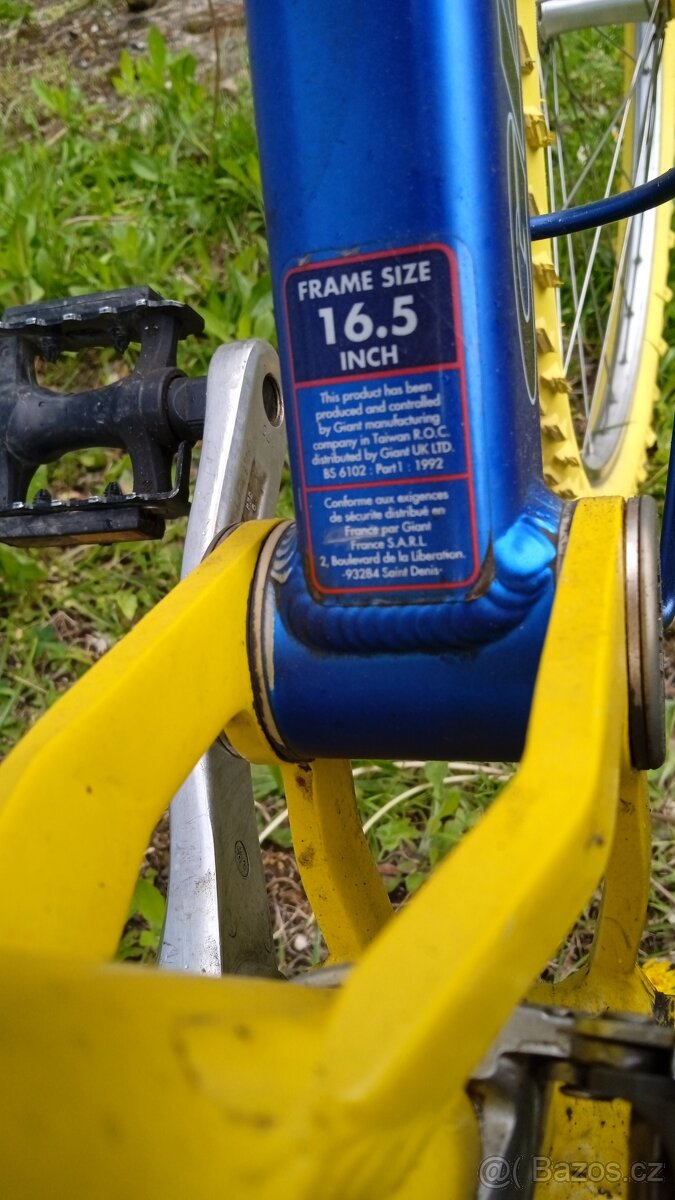 FRAME SIZE
16.5
INCH
This product has been
produced and controlled
by Giant manufacturing
company in Taiwan R.O.C.
distributed by Giant UK LTD.
BS 6102 : Part1 : 1992
Conforme aux exigences
de sécurite distribué en
France par Giant
France S.A.R.L
2, Boulevard de la Liberation.
-93284 Saint Denis-
Bazos.cz